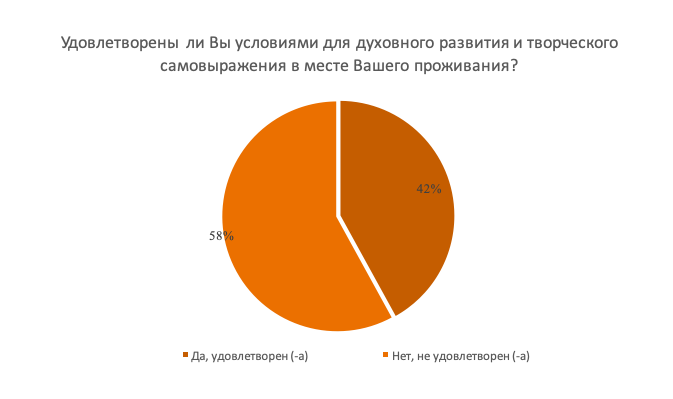 Удовлетворены ли Вы условиями для духовного развития и творческого
самовыражения в месте Вашего проживания?
42%
58%
Да, удовлетворен (-а)
Нет, не удовлетворен (-а)